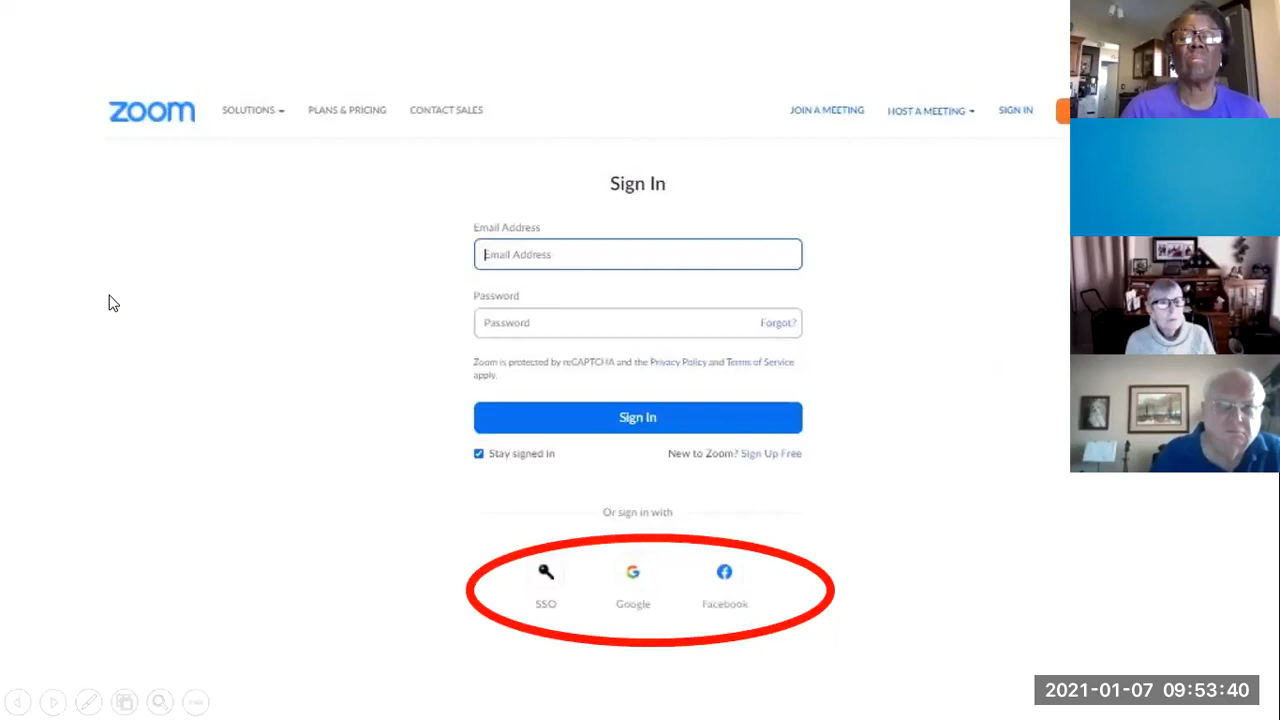 zoom SOLUTIONS PLANS & PRICING CONTACT SALES JOIN A MEETING HOST A MEETING SIGN IN
Sign In
Email Address
Email Address
Password
Password Forgot?
Zoom is protected by reCAPTCHA and the Privacy Policy and Terms of Service
apply.
Sign In
Stay signed in New to Zoom? Sign Up Free
Or sign in with
SSO Google Facebook
2021-01-07 09:53:40